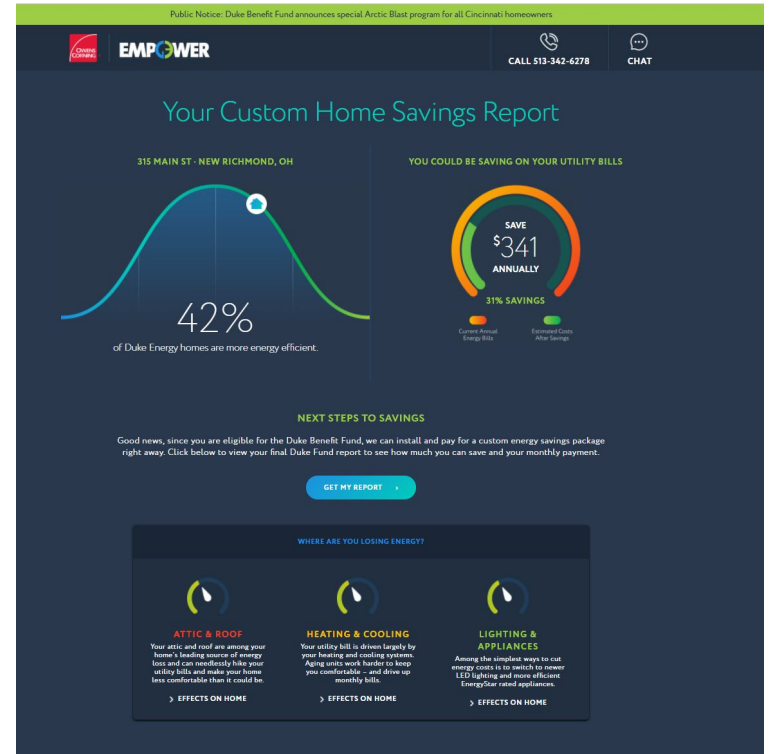 Public Notice: Duke Benefit Fund announces special Arctic Blast program for all Cincinnati homeowners
OWENS
CORNING
EMPOWER
CALL 513-342-6278
CHAT
Your Custom Home Savings Report
315 MAIN ST - NEW RICHMOND, OH
42%
of Duke Energy homes are more energy efficient.
YOU COULD BE SAVING ON YOUR UTILITY BILLS
SAVE
$341
ANNUALLY
31% SAVINGS
Current Annual
Energy Bills
Estimated Costs
After Savings
NEXT STEPS TO SAVINGS
Good news, since you are eligible for the Duke Benefit Fund, we can install and pay for a custom energy savings package
right away. Click below to view your final Duke Fund report to see how much you can save and your monthly payment.
GET MY REPORT ›
WHERE ARE YOU LOSING ENERGY?
ATTIC & ROOF
Your attic and roof are among your
home's leading source of energy
loss and can needlessly hike your
utility bills and make your home
less comfortable than it could be.
> EFFECTS ON HOME
HEATING & COOLING
Your utility bill is driven largely by
your heating and cooling systems.
Aging units work harder to keep
you comfortable – and drive up
monthly bills.
> EFFECTS ON HOME
LIGHTING &
APPLIANCES
Among the simplest ways to cut
energy costs is to switch to newer
LED lighting and more efficient
EnergyStar rated appliances.
> EFFECTS ON HOME